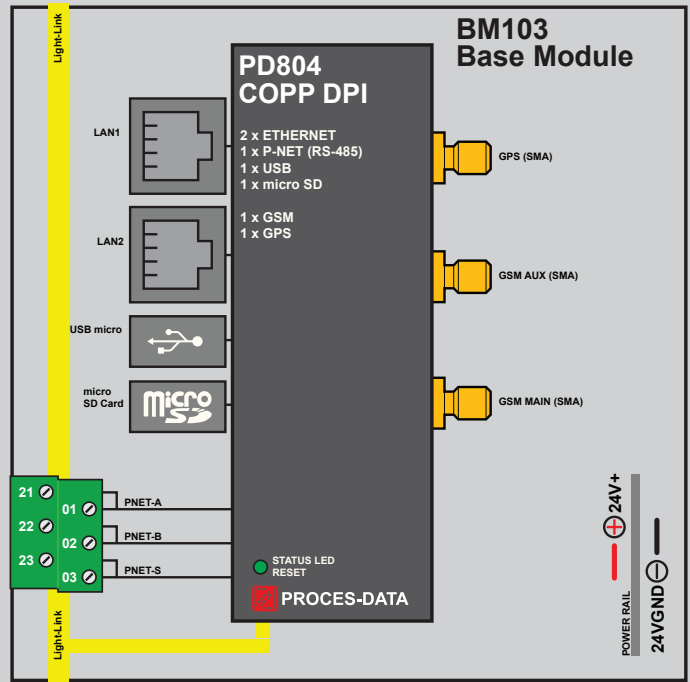 Light-Link
BM103
Base Module
PD804
COPP DPI
LAN1
2 x ETHERNET
1 x P-NET (RS-485)
1 x USB
1 x micro SD
GPS (SMA)
1 x GSM
1 x GPS
LAN2
GSM AUX (SMA)
USB micro
micro
SD Card
micro
SD
GSM MAIN (SMA)
21
01
PNET-A
22
02
PNET-B
23
03
PNET-S
STATUS LED
RESET
PROCES-DATA
Light-Link
POWER RAIL
24V+
24VGND